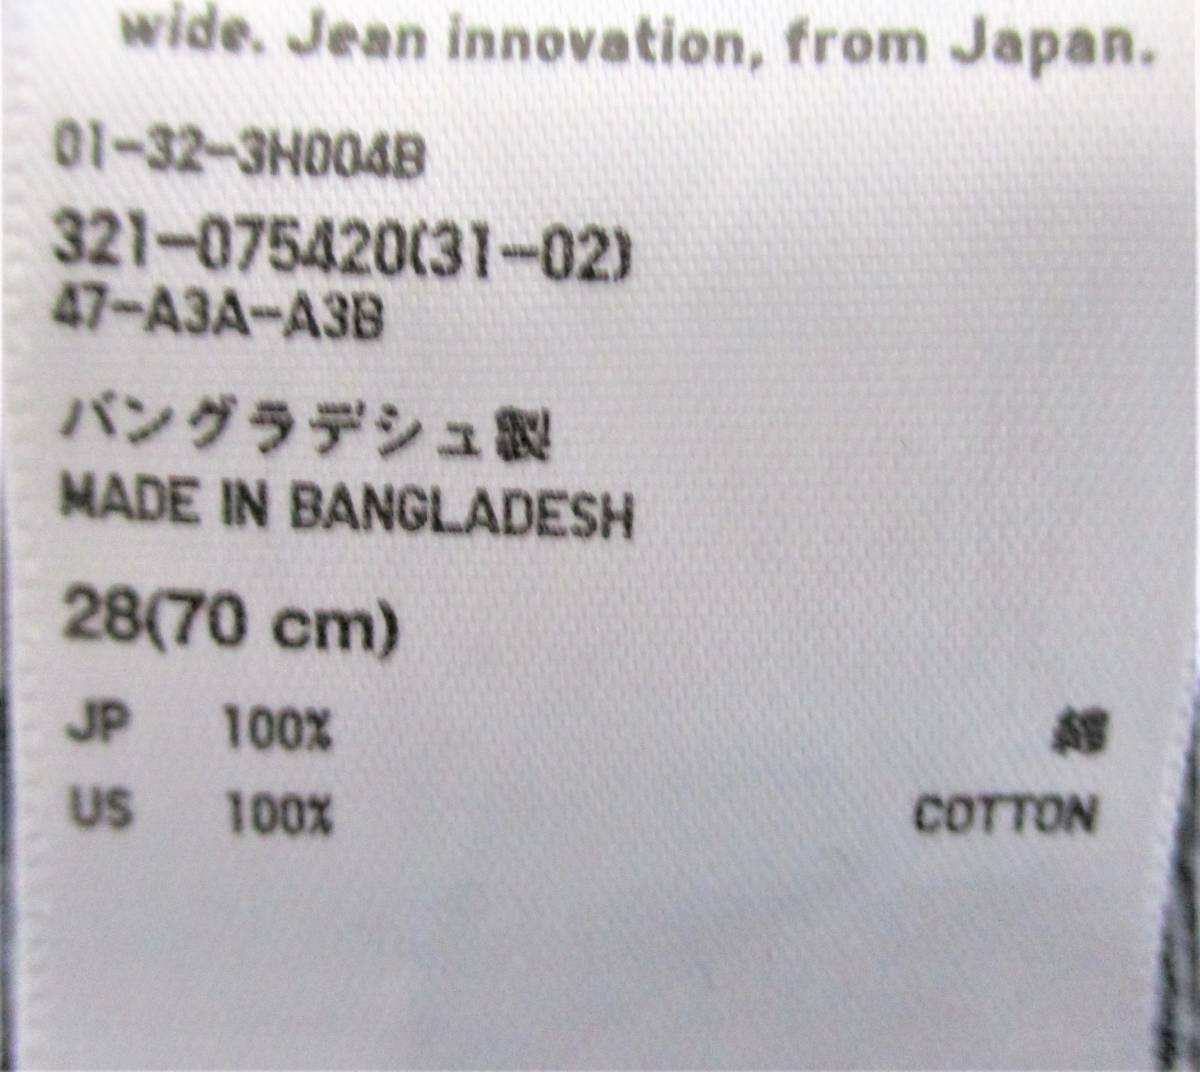 wide. Jean innovation, from Japan.
01-32-3H004B
321-075420(31-02)
47-A3A-A3B
バングラデシュ製
MADE IN BANGLADESH
28(70 cm)
JP 100% 綿
US 100% COTTON